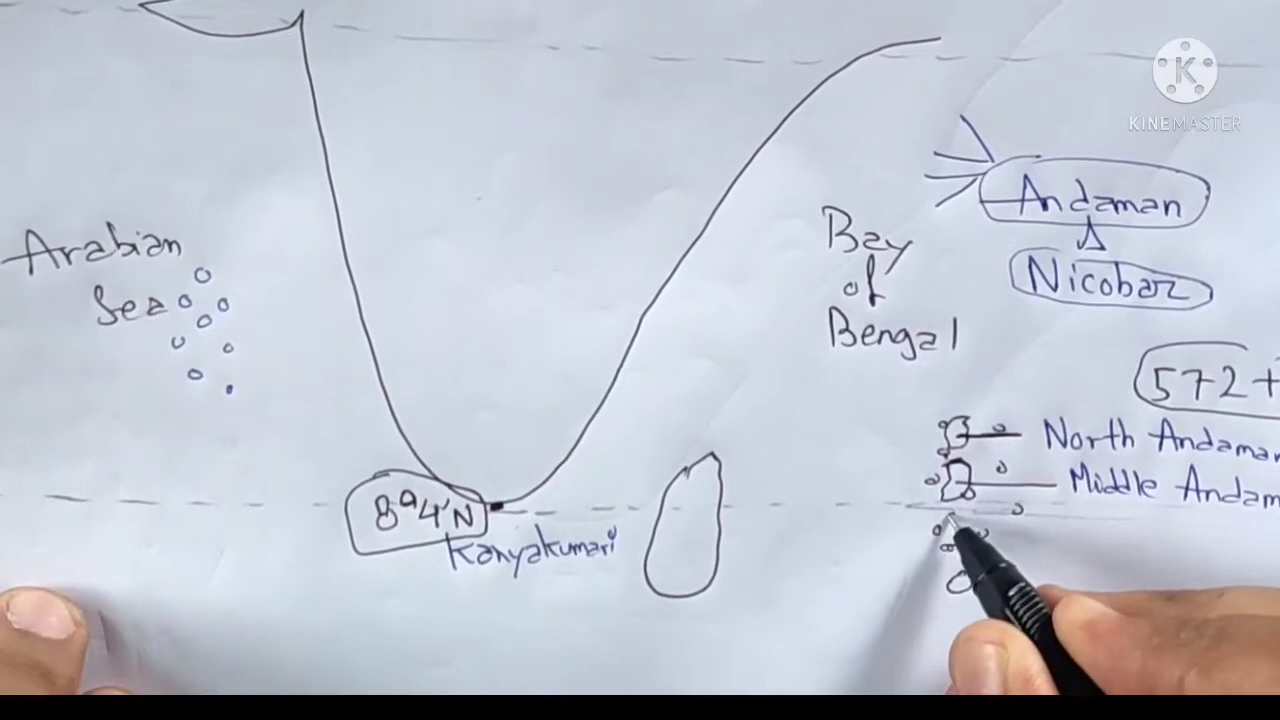 KINEMASTER
Andaman
Nicobar
Arabian
Sea
Bay
of
Bengal
572+
North Andaman
Middle Andam
8°4'N
Kanyakumari